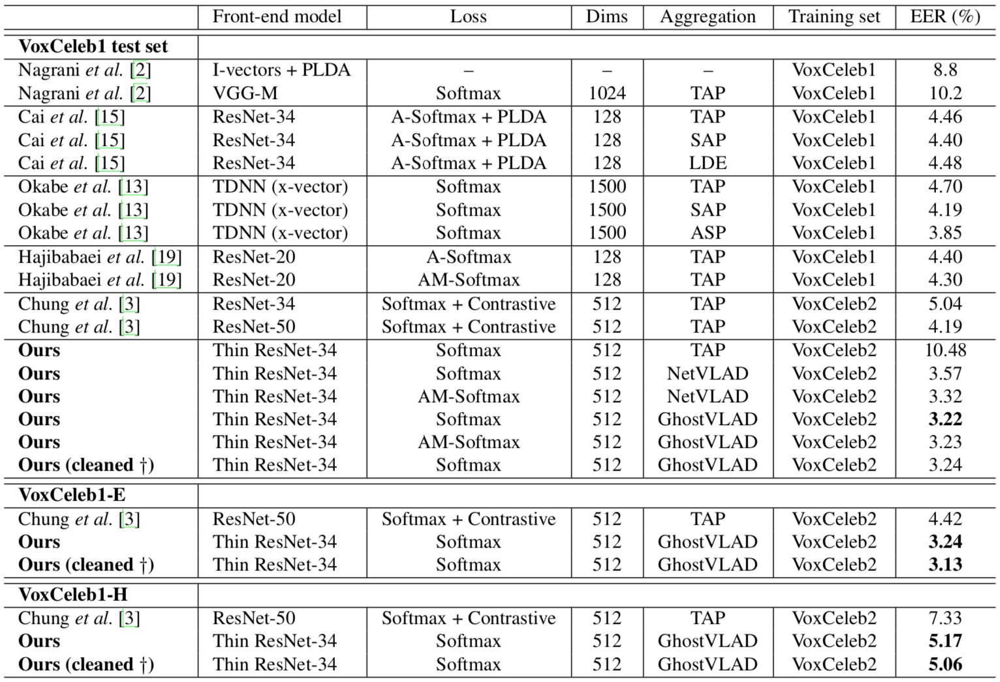 Front-end model Loss Dims Aggregation Training set EER (%)
VoxCeleb1 test set
Nagrani et al. [2] I-vectors + PLDA – – – VoxCeleb1 8.8
Nagrani et al. [2] VGG-M Softmax 1024 TAP VoxCeleb1 10.2
Cai et al. [15] ResNet-34 A-Softmax + PLDA 128 TAP VoxCeleb1 4.46
Cai et al. [15] ResNet-34 A-Softmax + PLDA 128 SAP VoxCeleb1 4.40
Cai et al. [15] ResNet-34 A-Softmax + PLDA 128 LDE VoxCeleb1 4.48
Okabe et al. [13] TDNN (x-vector) Softmax 1500 TAP VoxCeleb1 4.70
Okabe et al. [13] TDNN (x-vector) Softmax 1500 SAP VoxCeleb1 4.19
Okabe et al. [13] TDNN (x-vector) Softmax 1500 ASP VoxCeleb1 3.85
Hajibabaei et al. [19] ResNet-20 A-Softmax 128 TAP VoxCeleb1 4.40
Hajibabaei et al. [19] ResNet-20 AM-Softmax 128 TAP VoxCeleb1 4.30
Chung et al. [3] ResNet-34 Softmax + Contrastive 512 TAP VoxCeleb2 5.04
Chung et al. [3] ResNet-50 Softmax + Contrastive 512 TAP VoxCeleb2 4.19
Ours Thin ResNet-34 Softmax 512 TAP VoxCeleb2 10.48
Ours Thin ResNet-34 Softmax 512 NetVLAD VoxCeleb2 3.57
Ours Thin ResNet-34 AM-Softmax 512 NetVLAD VoxCeleb2 3.32
Ours Thin ResNet-34 Softmax 512 GhostVLAD VoxCeleb2 3.22
Ours Thin ResNet-34 AM-Softmax 512 GhostVLAD VoxCeleb2 3.23
Ours (cleaned †) Thin ResNet-34 Softmax 512 GhostVLAD VoxCeleb2 3.24
VoxCeleb1-E
Chung et al. [3] ResNet-50 Softmax + Contrastive 512 TAP VoxCeleb2 4.42
Ours Thin ResNet-34 Softmax 512 GhostVLAD VoxCeleb2 3.24
Ours (cleaned †) Thin ResNet-34 Softmax 512 GhostVLAD VoxCeleb2 3.13
VoxCeleb1-H
Chung et al. [3] ResNet-50 Softmax + Contrastive 512 TAP VoxCeleb2 7.33
Ours Thin ResNet-34 Softmax 512 GhostVLAD VoxCeleb2 5.17
Ours (cleaned †) Thin ResNet-34 Softmax 512 GhostVLAD VoxCeleb2 5.06